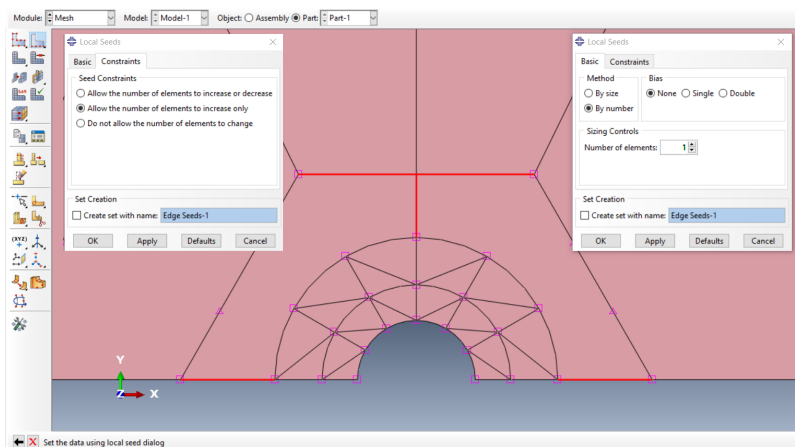 Module: Mesh Model: Model-1 Object: Assembly Part: Part-1
Local Seeds
Basic Constraints
Seed Constraints
Allow the number of elements to increase or decrease
Allow the number of elements to increase only
Do not allow the number of elements to change
Set Creation
Create set with name: Edge Seeds-1
OK Apply Defaults Cancel
Local Seeds
Basic Constraints
Method Bias
By size None Single Double
By number
Sizing Controls
Number of elements: 1
Set Creation
Create set with name: Edge Seeds-1
OK Apply Defaults Cancel
(XYZ)
Y
Z X
Set the data using local seed dialog